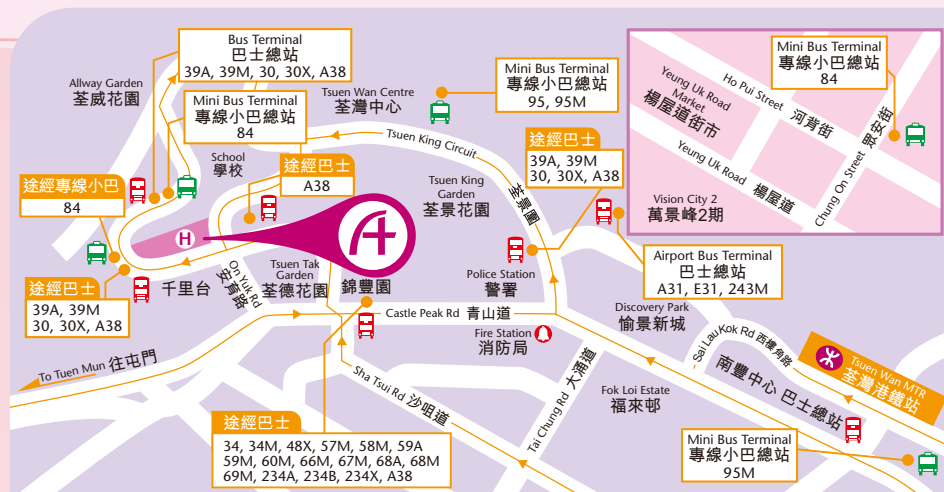 Bus Terminal
巴士總站
39A, 39M, 30, 30X, A38
Allway Garden
荃威花園
Mini Bus Terminal
專線小巴總站
84
Tsuen Wan Centre
荃灣中心
Mini Bus Terminal
專線小巴總站
95, 95M
Mini Bus Terminal
專線小巴總站
84
Ho Pui Street 河背街
Yeung Uk Road
Market
楊屋道街市
Yeung Uk Road 楊屋道
Chung On Street 眾安街
Vision City 2
萬景峰2期
School
學校
途經巴士
A38
Tsuen King Circuit
荃景圍
途經巴士
39A, 39M
30, 30X, A38
Tsuen King
Garden
荃景花園
途經專線小巴
84
H
途經巴士
39A, 39M
30, 30X, A38
千里台
On Yuk Rd
安育路
Tsuen Tak
Garden
荃德花園
錦豐園
Police Station
警署
Airport Bus Terminal
巴士總站
A31, E31, 243M
Discovery Park
愉景新城
Castle Peak Rd 青山道
Fire Station
消防局
Sai Lau Kok Rd 西樓角路
Tsuen Wan MTR
荃灣港鐵站
To Tuen Mun 往屯門
Sha Tsui Rd 沙咀道
Tai Chung Rd 大涌道
Fok Loi Estate
福來邨
南豐中心 巴士總站
途經巴士
34, 34M, 48X, 57M, 58M, 59A
59M, 60M, 66M, 67M, 68A, 68M
69M, 234A, 234B, 234X, A38
Mini Bus Terminal
專線小巴總站
95M